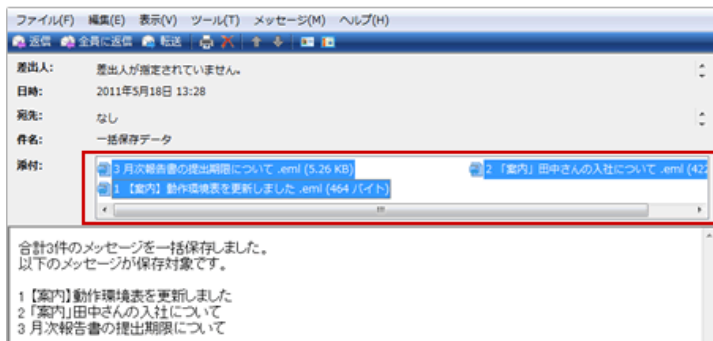 ファイル(F) 編集(E) 表示(V) ツール(T) メッセージ(M) ヘルプ(H)
返信 全員に返信 転送
差出人: 差出人が指定されていません。
日時: 2011年5月18日 13:28
宛先: なし
件名: 一括保存データ
添付: 3 月次報告書の提出期限について .eml (5.26 KB) 2 「案内」田中さんの入社について .eml (422
1 【案内】動作環境表を更新しました .eml (464 バイト)
合計3件のメッセージを一括保存しました。
以下のメッセージが保存対象です。
1 【案内】動作環境表を更新しました
2 「案内」田中さんの入社について
3 月次報告書の提出期限について